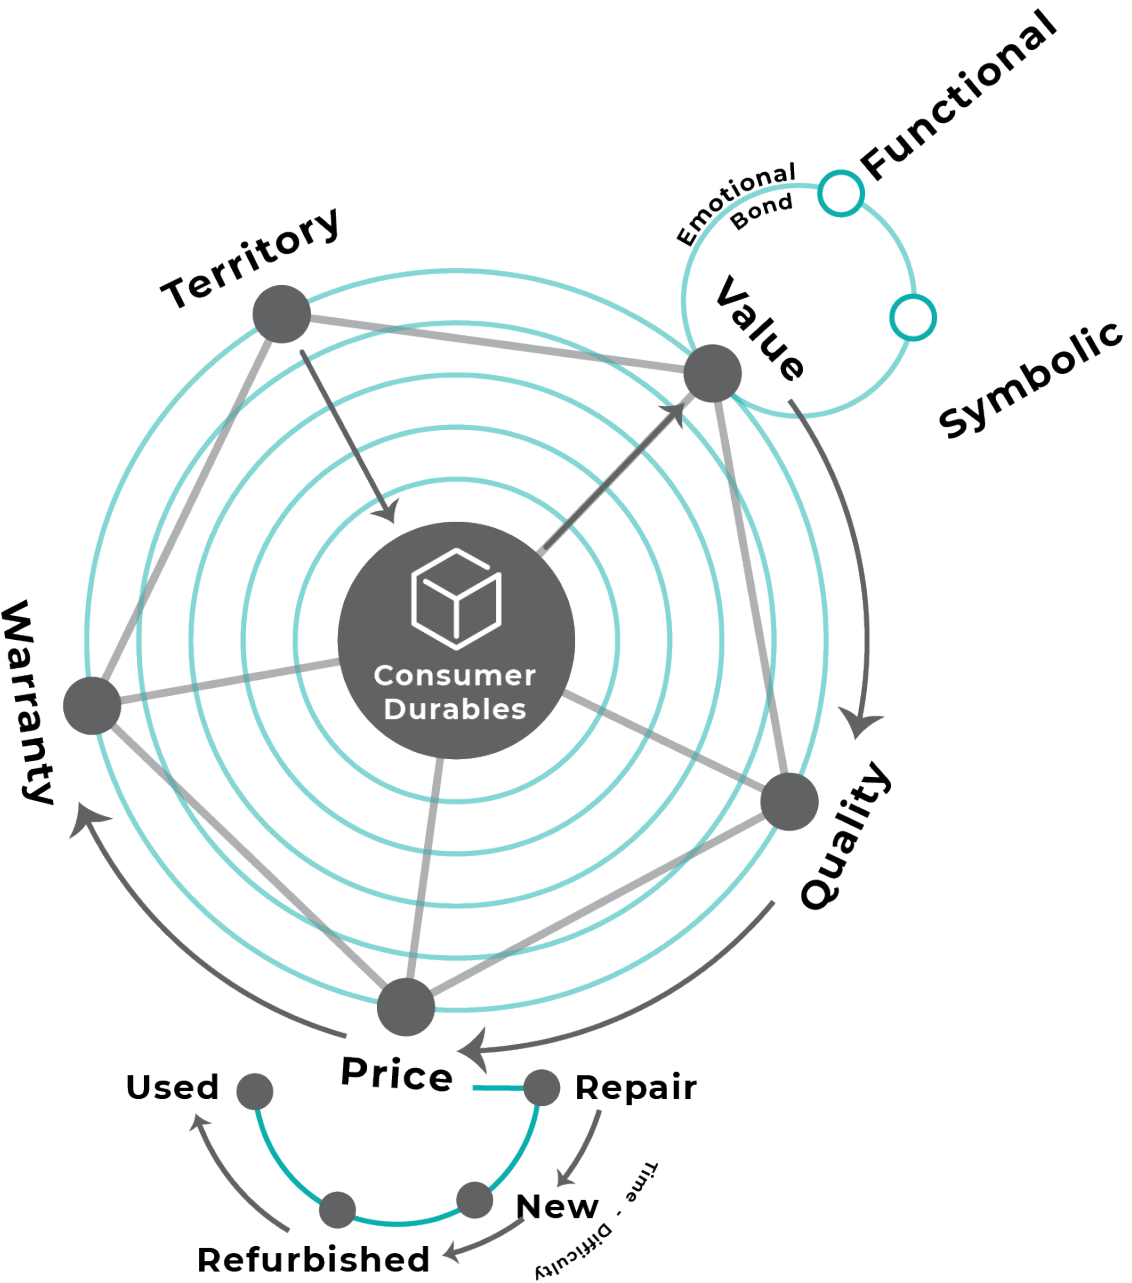 Functional
Emotional
Bond
Territory
Value
Symbolic
Consumer
Durables
Warranty
Quality
Price
Used
Repair
Time - Difficulty
New
Refurbished